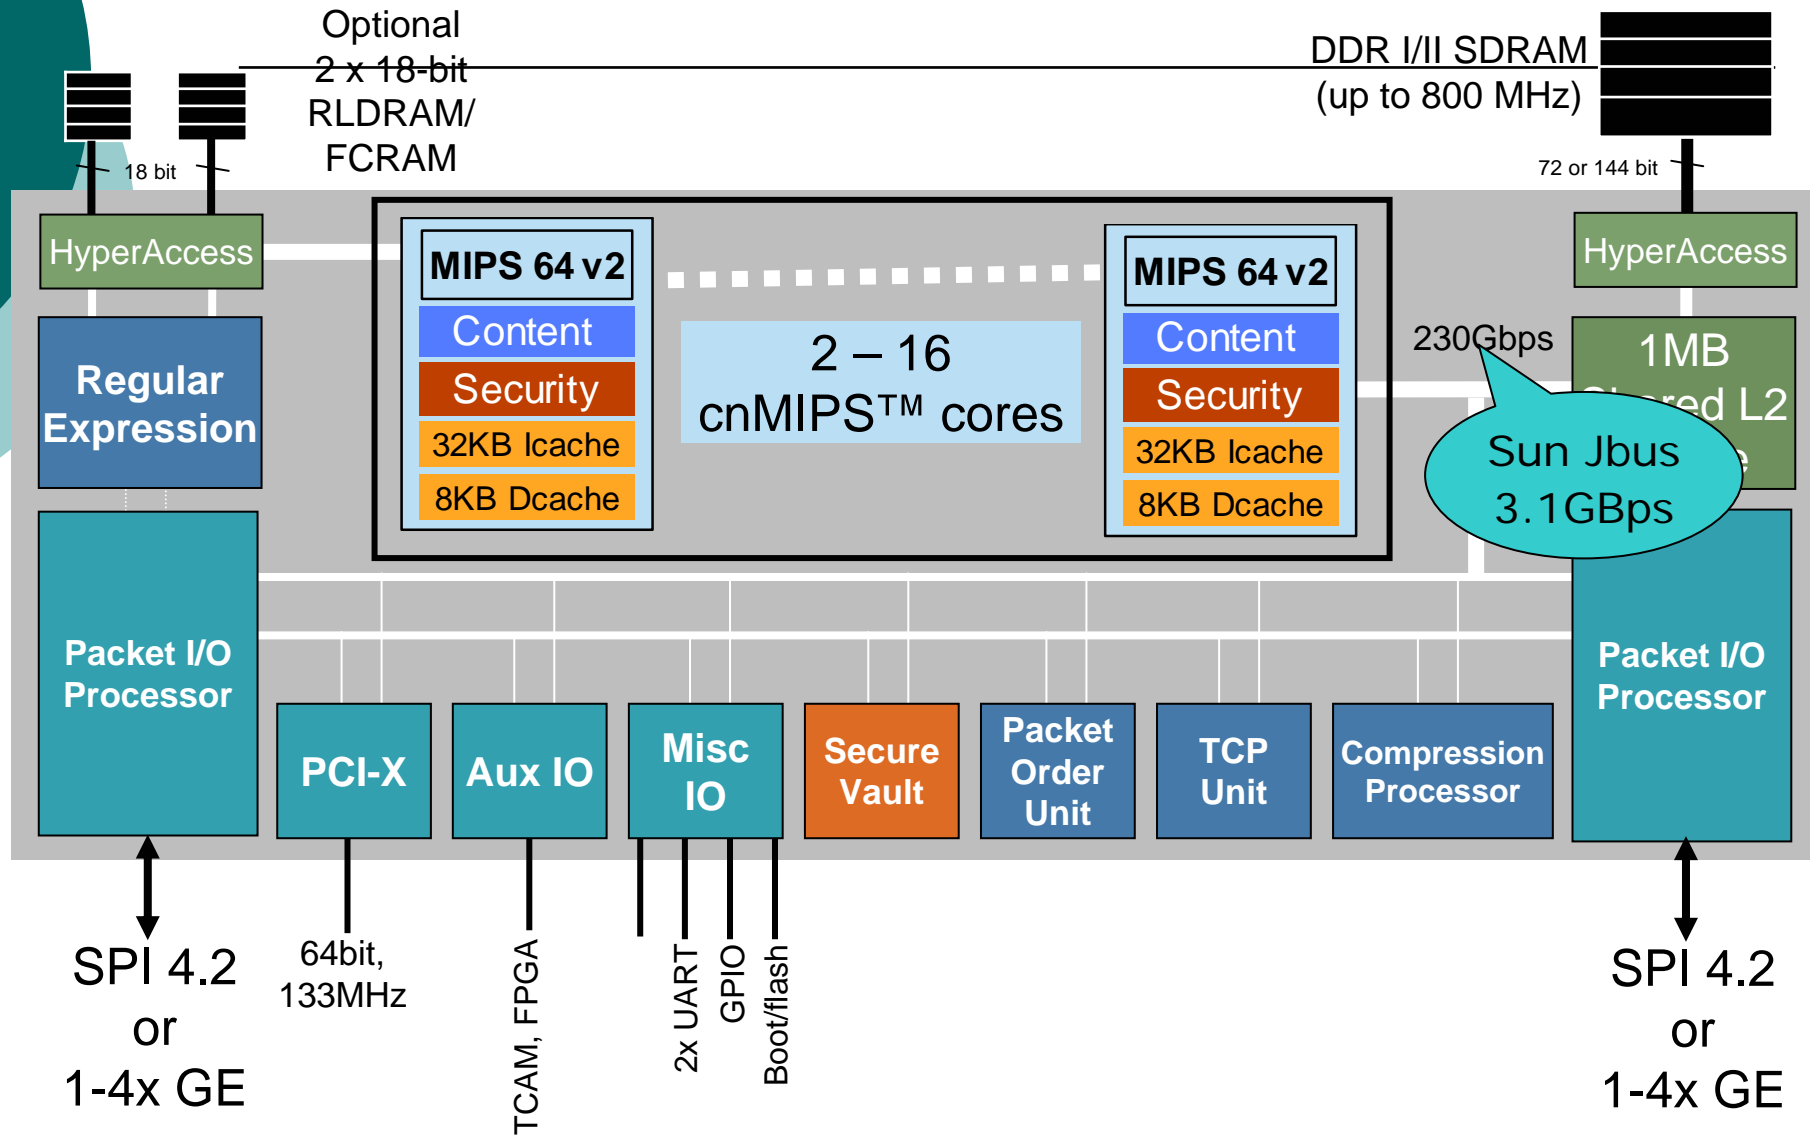 Optional
2 x 18-bit
RLDRAM/
FCRAM
DDR I/II SDRAM
(up to 800 MHz)
18 bit
72 or 144 bit
HyperAccess
HyperAccess
MIPS 64 v2
Content
Security
32KB Icache
8KB Dcache
2 – 16
cnMIPS™ cores
MIPS 64 v2
Content
Security
32KB Icache
8KB Dcache
230Gbps
Regular
Expression
1MB
L2
Sun Jbus
3.1GBps
Packet I/O
Processor
Packet I/O
Processor
PCI-X
Aux IO
Misc
IO
Secure
Vault
Packet
Order
Unit
TCP
Unit
Compression
Processor
SPI 4.2
or
1-4x GE
64bit,
133MHz
TCAM, FPGA
2x UART
GPIO
Boot/flash
SPI 4.2
or
1-4x GE